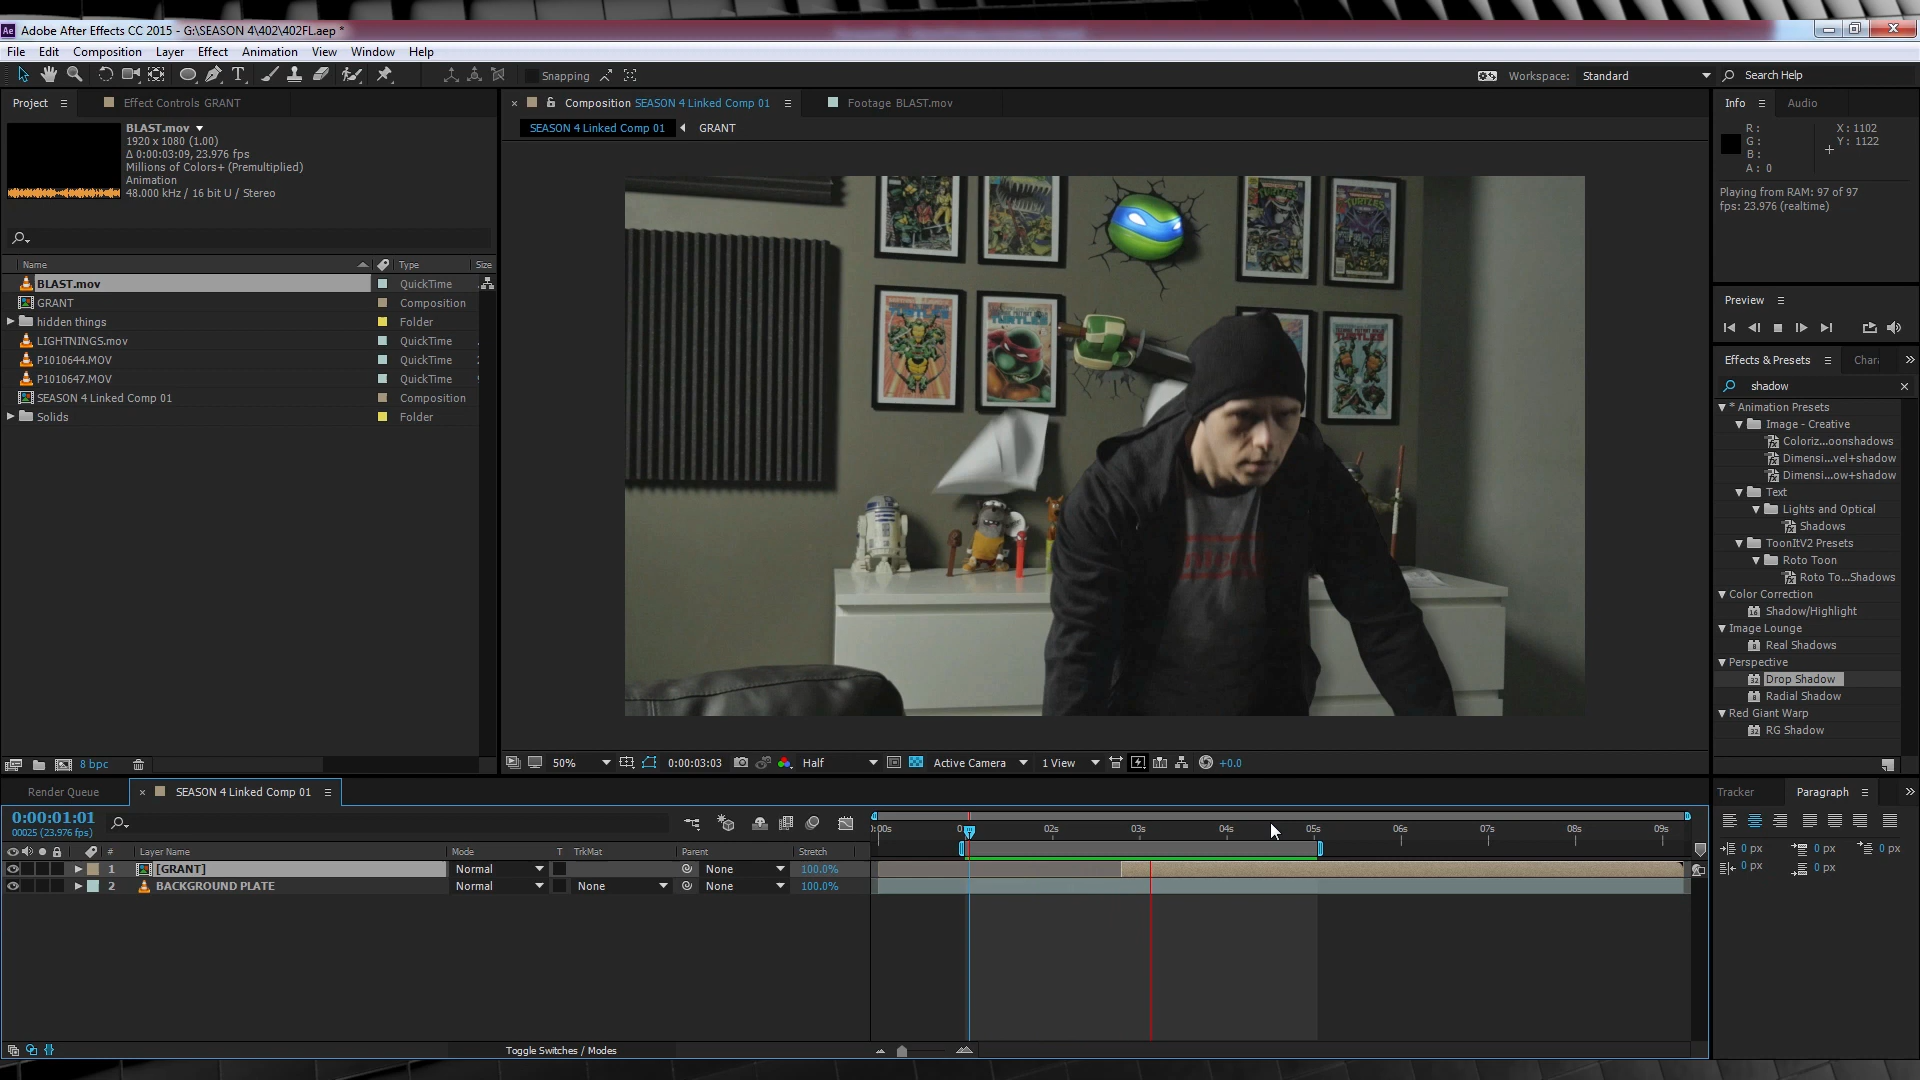 Adobe After Effects CC 2015 - G:\SEASON 4\402\402FL.aep *
File Edit Composition Layer Effect Animation View Window Help
Snapping
Workspace: Standard
Search Help
Project
Effect Controls GRANT
BLAST.mov
1920 x 1080 (1.00)
Δ 0:00:03:09, 23.976 fps
Millions of Colors+ (Premultiplied)
Animation
48.000 kHz / 16 bit U / Stereo
Name Type Size
BLAST.mov QuickTime
GRANT Composition
hidden things Folder
LIGHTNINGS.mov QuickTime
P1010644.MOV QuickTime
P1010647.MOV QuickTime
SEASON 4 Linked Comp 01 Composition
Solids Folder
8 bpc
Composition SEASON 4 Linked Comp 01
Footage BLAST.mov
SEASON 4 Linked Comp 01 GRANT
TURTLES
TURTLES
50% 0:00:03:03 Half Active Camera 1 View +0.0
Info Audio
R :
G :
B :
A : 0
X : 1102
Y : 1122
Playing from RAM: 97 of 97
fps: 23.976 (realtime)
Preview
Effects & Presets Chara
shadow
* Animation Presets
Image - Creative
Coloriz...oonshadows
Dimensi...vel+shadow
Dimensi...ow+shadow
Text
Lights and Optical
Shadows
ToonItV2 Presets
Roto Toon
Roto To...Shadows
Color Correction
Shadow/Highlight
Image Lounge
Real Shadows
Perspective
Drop Shadow
Radial Shadow
Red Giant Warp
RG Shadow
Render Queue
SEASON 4 Linked Comp 01
0:00:01:01
00025 (23.976 fps)
# Layer Name Mode T TrkMat Parent Stretch
1 [GRANT] Normal None 100.0%
2 BACKGROUND PLATE Normal None None 100.0%
02s 03s 04s 05s 06s 07s 08s 09s
Toggle Switches / Modes
Tracker Paragraph
0 px 0 px 0 px
0 px 0 px